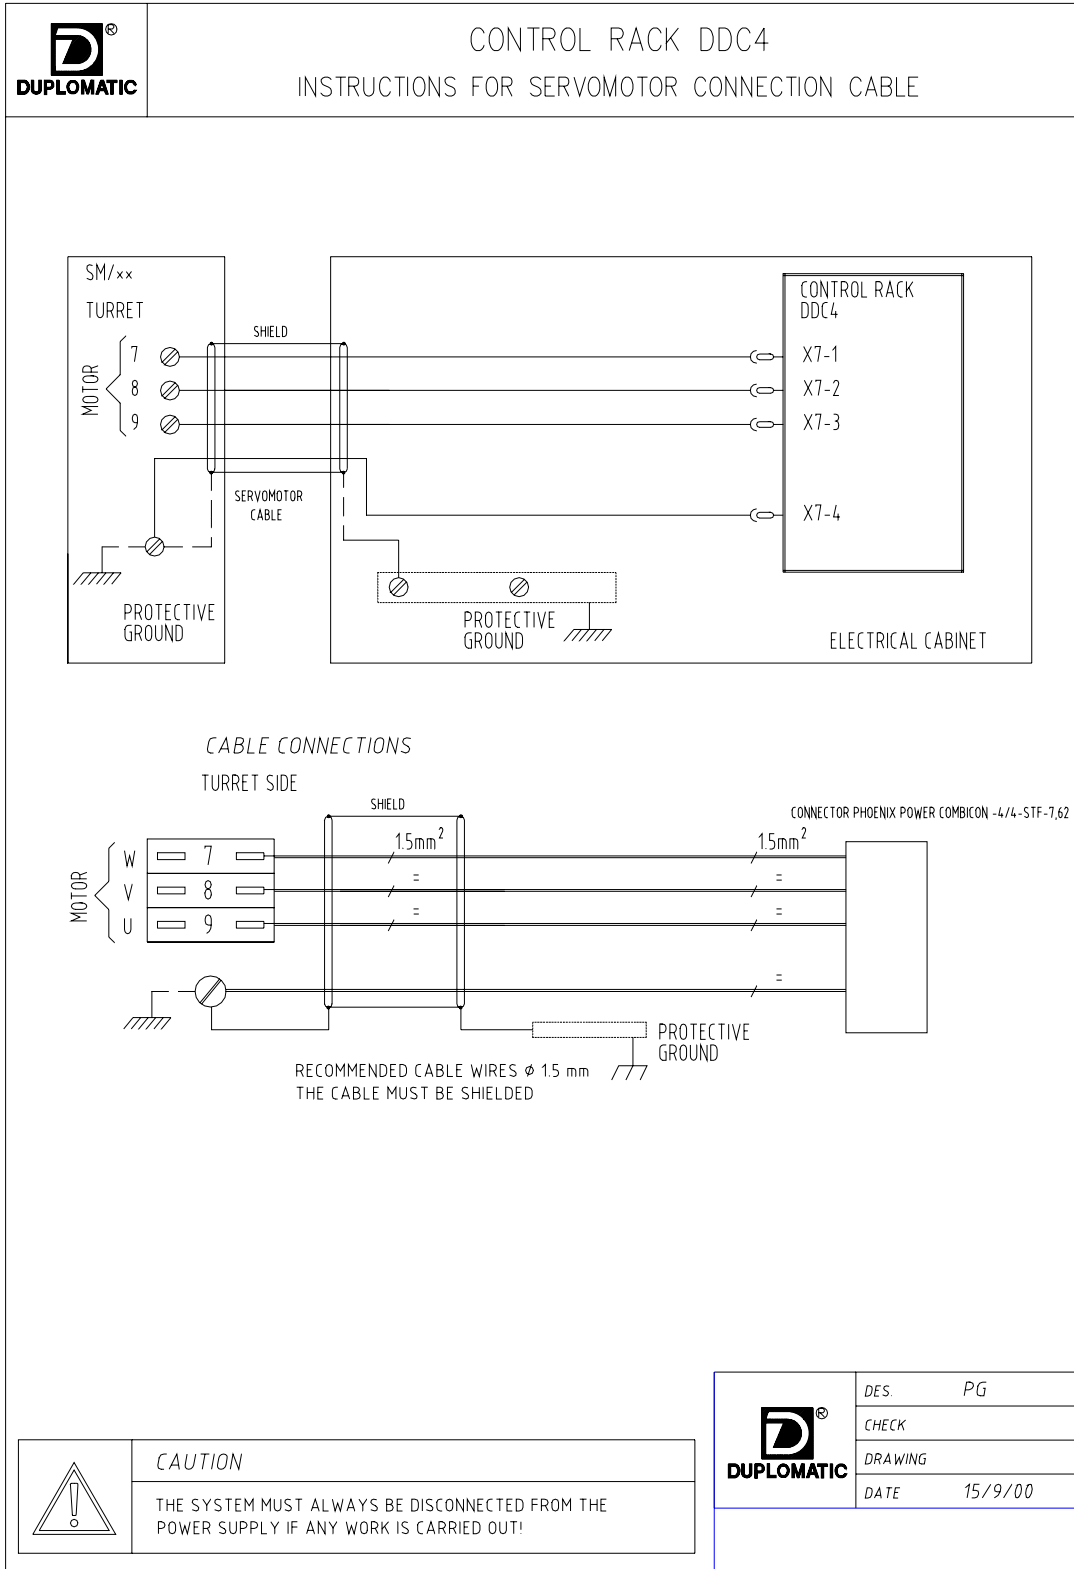 DUPLOMATIC ®
CONTROL RACK DDC4
INSTRUCTIONS FOR SERVOMOTOR CONNECTION CABLE
SM/xx
TURRET
MOTOR
7
8
9
SHIELD
SERVOMOTOR
CABLE
PROTECTIVE
GROUND
CONTROL RACK
DDC4
X7-1
X7-2
X7-3
X7-4
PROTECTIVE
GROUND
ELECTRICAL CABINET
CABLE CONNECTIONS
TURRET SIDE
SHIELD
CONNECTOR PHOENIX POWER COMBICON -4/4-STF-7,62
MOTOR
W 7 1.5mm² 1.5mm²
V 8 = =
U 9 = =
=
PROTECTIVE
GROUND
RECOMMENDED CABLE WIRES ø 1.5 mm
THE CABLE MUST BE SHIELDED
CAUTION
THE SYSTEM MUST ALWAYS BE DISCONNECTED FROM THE
POWER SUPPLY IF ANY WORK IS CARRIED OUT!
DUPLOMATIC ®
DES. PG
CHECK
DRAWING
DATE 15/9/00